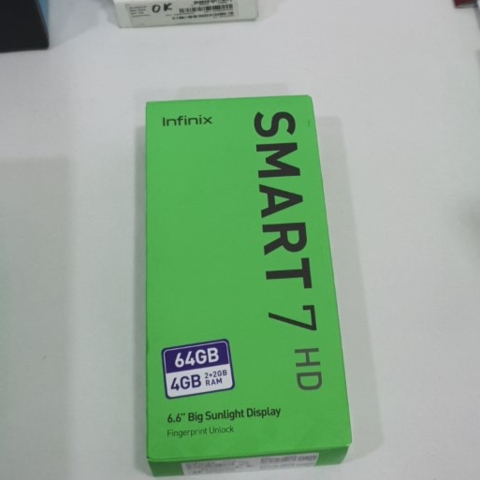 OK
Infinix
SMART 7 HD
64GB
4GB 2+2GB RAM
6.6" Big Sunlight Display
Fingerprint Unlock